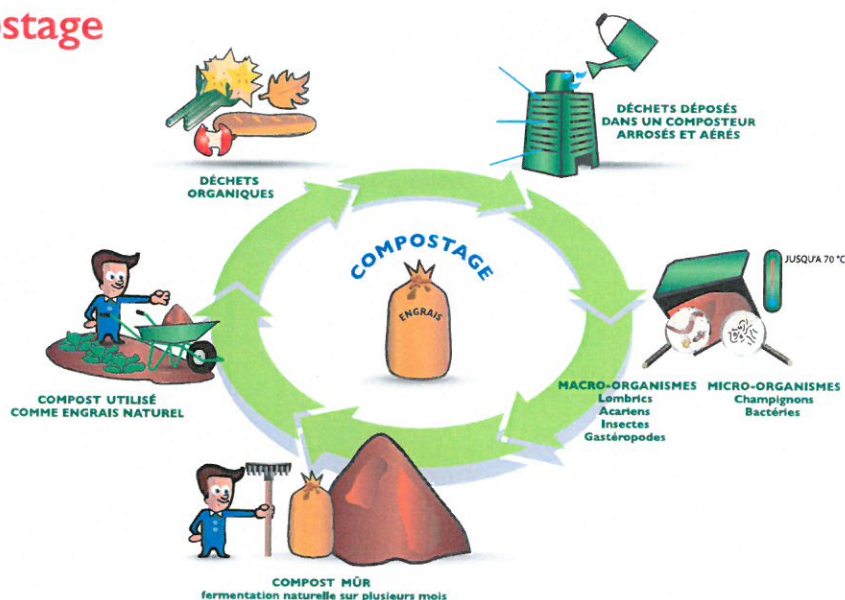 ostage
DÉCHETS
ORGANIQUES
DÉCHETS DÉPOSÉS
DANS UN COMPOSTEUR
ARROSÉS ET AÉRÉS
COMPOSTAGE
ENGRAIS
JUSQU'A 70 °C
MACRO-ORGANISMES
Lombrics
Acariens
Insectes
Gastéropodes
MICRO-ORGANISMES
Champignons
Bactéries
COMPOST UTILISÉ
COMME ENGRAIS NATUREL
COMPOST MÛR
fermentation naturelle sur plusieurs mois